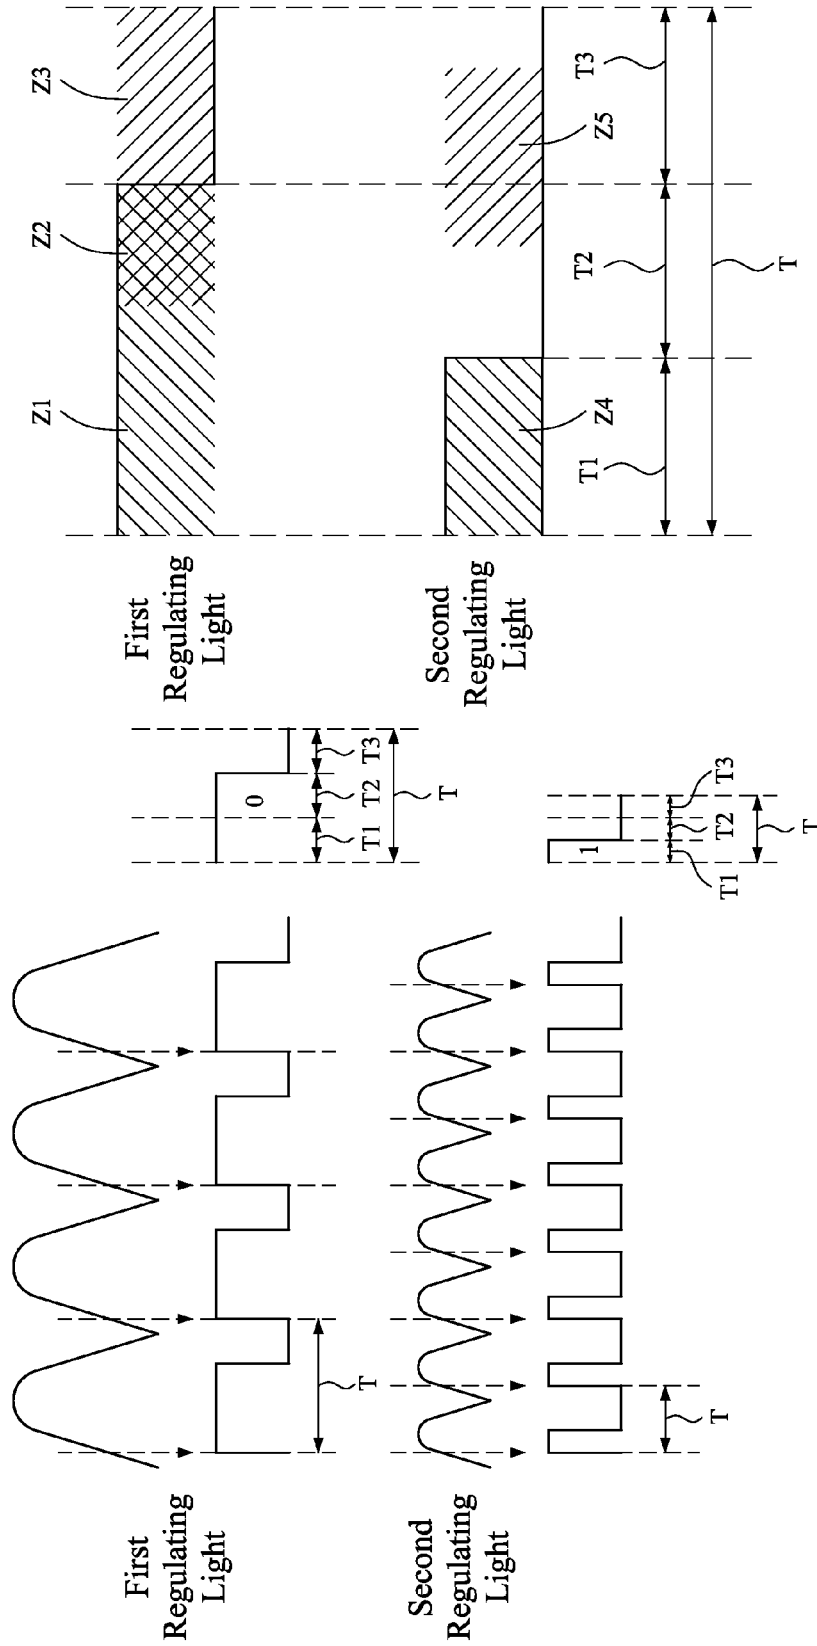 First
Regulating
Light
T
0
T1
T2
T3
T
Second
Regulating
Light
T
1
T1
T2
T3
T
First
Regulating
Light
Z1
Z2
Z3
Second
Regulating
Light
Z4
Z5
T1
T2
T3
T